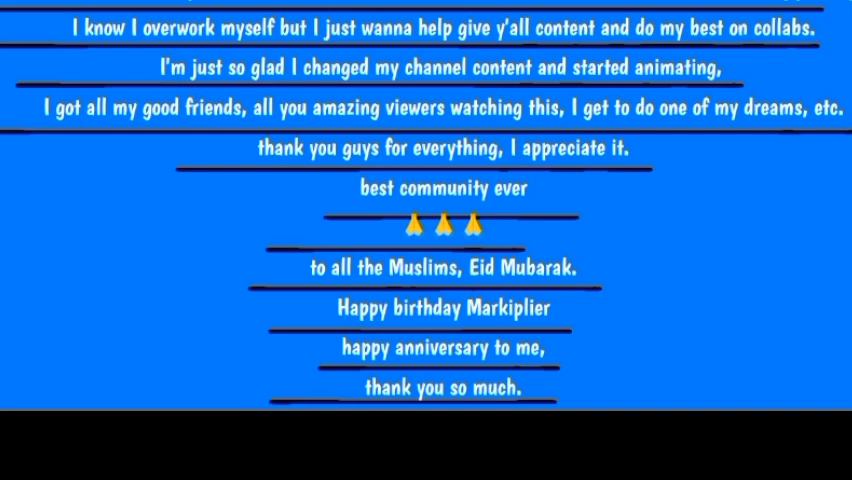 I know I overwork myself but I just wanna help give y'all content and do my best on collabs.
I'm just so glad I changed my channel content and started animating,
I got all my good friends, all you amazing viewers watching this, I get to do one of my dreams, etc.
thank you guys for everything, I appreciate it.
best community ever
🙏 🙏 🙏
to all the Muslims, Eid Mubarak.
Happy birthday Markiplier
happy anniversary to me,
thank you so much.